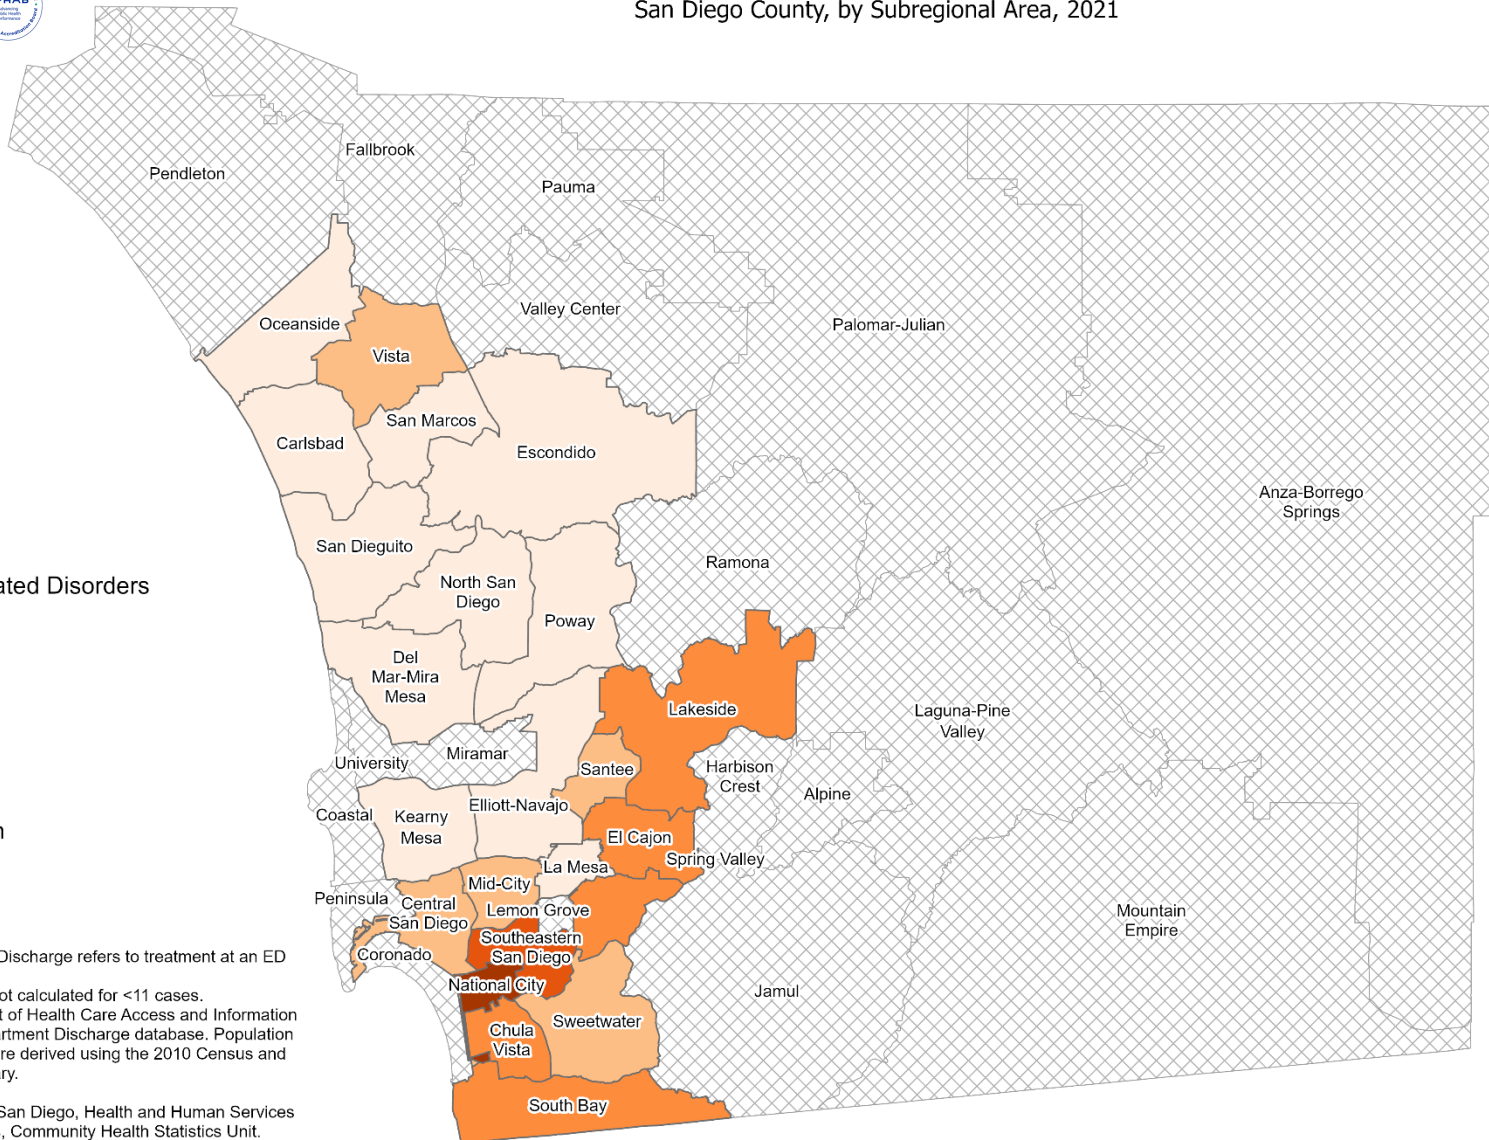 San Diego County, by Subregional Area, 2021
Fallbrook
Pendleton
Pauma
Valley Center
Oceanside
Palomar-Julian
Vista
San Marcos
Carlsbad
Escondido
Anza-Borrego
Springs
San Dieguito
Ramona
North San
Diego
ated Disorders
Poway
Del
Mar-Mira
Mesa
Lakeside
Laguna-Pine
Valley
Miramar
University
Santee
Harbison
Crest
Alpine
Elliott-Navajo
Coastal
Kearny
Mesa
El Cajon
Spring Valley
La Mesa
Mid-City
Peninsula
Central
San Diego
Lemon Grove
Mountain
Empire
Southeastern
San Diego
Coronado
Discharge refers to treatment at an ED
National City
Jamul
ot calculated for <11 cases.
t of Health Care Access and Information
artment Discharge database. Population
re derived using the 2010 Census and
ry.
Sweetwater
Chula
Vista
South Bay
San Diego, Health and Human Services
, Community Health Statistics Unit.